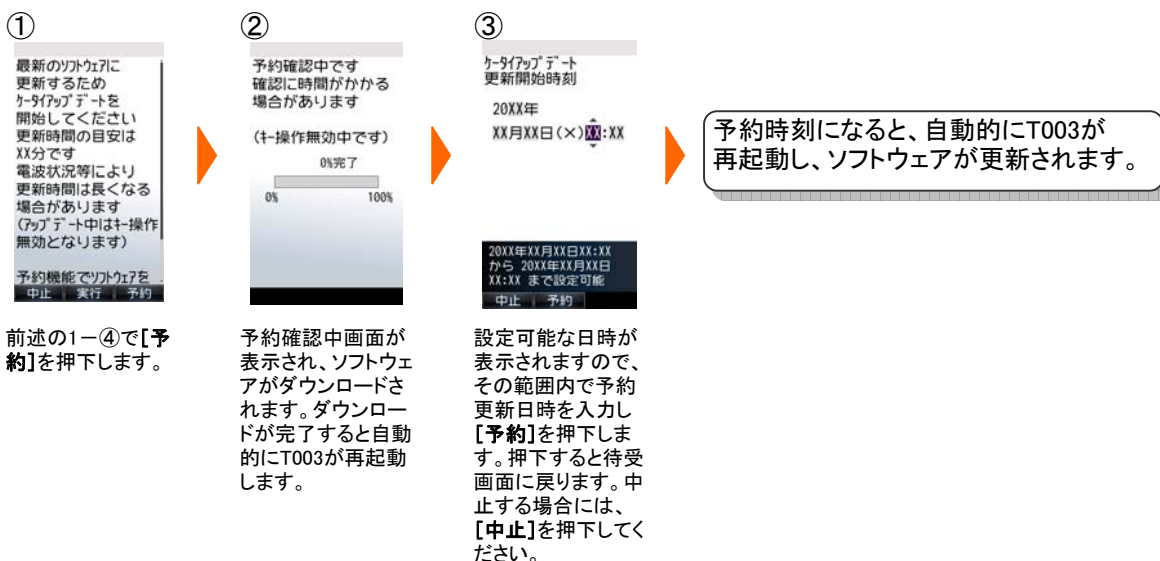 ①
最新のソフトウェアに
更新するため
ケータイアップデートを
開始してください
更新時間の目安は
XX分です
電波状況等により
更新時間は長くなる
場合があります
(アップデート中はキー操作
無効となります)
予約機能でソフトウェアを
中止 実行 予約
前述の1－④で[予
約]を押下します。
②
予約確認中です
確認に時間がかかる
場合があります
(キー操作無効中です)
0%完了
0% 100%
予約確認中画面が
表示され、ソフトウェ
アがダウンロードさ
れます。ダウンロー
ドが完了すると自動
的にT003が再起動
します。
③
ケータイアップデート
更新開始時刻
20XX年
XX月XX日(×)XX:XX
20XX年XX月XX日XX:XX
から 20XX年XX月XX日
XX:XX まで設定可能
中止 予約
設定可能な日時が
表示されますので、
その範囲内で予約
更新日時を入力し
[予約]を押下しま
す。押下すると待受
画面に戻ります。中
止する場合には、
[中止]を押下してく
ださい。
予約時刻になると、自動的にT003が
再起動し、ソフトウェアが更新されます。